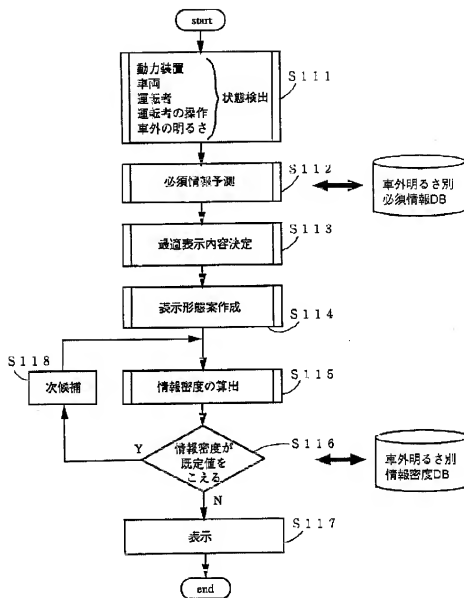 start
動力装置
車両
運転者
運転者の操作
車外の明るさ
状態検出
S111
必須情報予測
S112
車外明るさ別
必須情報DB
最適表示内容決定
S113
表示形態案作成
S114
S118
次候補
情報密度の算出
S115
情報密度が
既定値を
こえる
S116
Y
N
車外明るさ別
情報密度DB
表示
S117
end